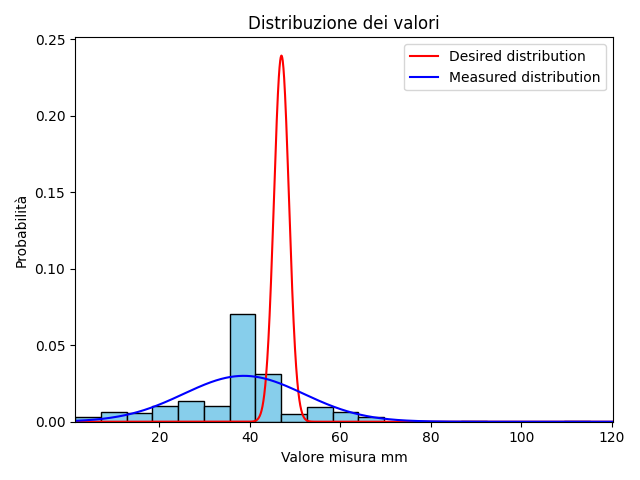 Distribuzione dei valori
Desired distribution
Measured distribution
Probabilità
0.25
0.20
0.15
0.10
0.05
0.00
20 40 60 80 100 120
Valore misura mm